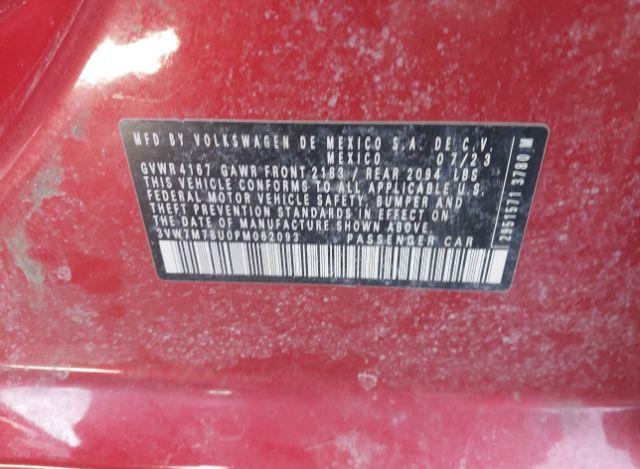 MFD BY VOLKSWAGEN DE MEXICO S.A. DE C.V.
MEXICO 07/23
GVWR 4167 GAWR FRONT 2183 / REAR 2094 LBS
THIS VEHICLE CONFORMS TO ALL APPLICABLE U.S.
FEDERAL MOTOR VEHICLE SAFETY, BUMPER AND
THEFT PREVENTION STANDARDS IN EFFECT ON
THE DATE OF MANUFACTURE SHOWN ABOVE
3VW7M7BU0PM062093 PASSENGER CAR
2951571 3780 M